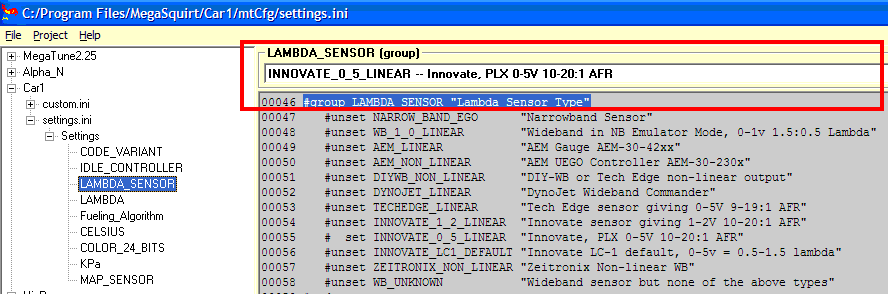 C:/Program Files/MegaSquirt/Car1/mtCfg/settings.ini
File Project Help
MegaTune2.25
Alpha_N
Car1
custom.ini
settings.ini
Settings
CODE_VARIANT
IDLE_CONTROLLER
LAMBDA_SENSOR
LAMBDA
Fueling_Algorithm
CELSIUS
COLOR_24_BITS
KPa
MAP_SENSOR
LAMBDA_SENSOR (group)
INNOVATE_0_5_LINEAR -- Innovate, PLX 0-5V 10-20:1 AFR
00046 #group LAMBDA_SENSOR "Lambda Sensor Type"
00047 #unset NARROW_BAND_EGO "Narrowband Sensor"
00048 #unset WB_1_0_LINEAR "Wideband in NB Emulator Mode, 0-1v 1.5:0.5 Lambda"
00049 #unset AEM_LINEAR "AEM Gauge AEM-30-42xx"
00050 #unset AEM_NON_LINEAR "AEM UEGO Controller AEM-30-230x"
00051 #unset DIYWB_NON_LINEAR "DIY-WB or Tech Edge non-linear output"
00052 #unset DYNOJET_LINEAR "DynoJet Wideband Commander"
00053 #unset TECHEDGE_LINEAR "Tech Edge sensor giving 0-5V 9-19:1 AFR"
00054 #unset INNOVATE_1_2_LINEAR "Innovate sensor giving 1-2V 10-20:1 AFR"
00055 # set INNOVATE_0_5_LINEAR "Innovate, PLX 0-5V 10-20:1 AFR"
00056 #unset INNOVATE_LC1_DEFAULT "Innovate LC-1 default, 0-5v = 0.5-1.5 lambda"
00057 #unset ZEITRONIX_NON_LINEAR "Zeitronix Non-linear WB"
00058 #unset WB_UNKNOWN "Wideband sensor but none of the above types"